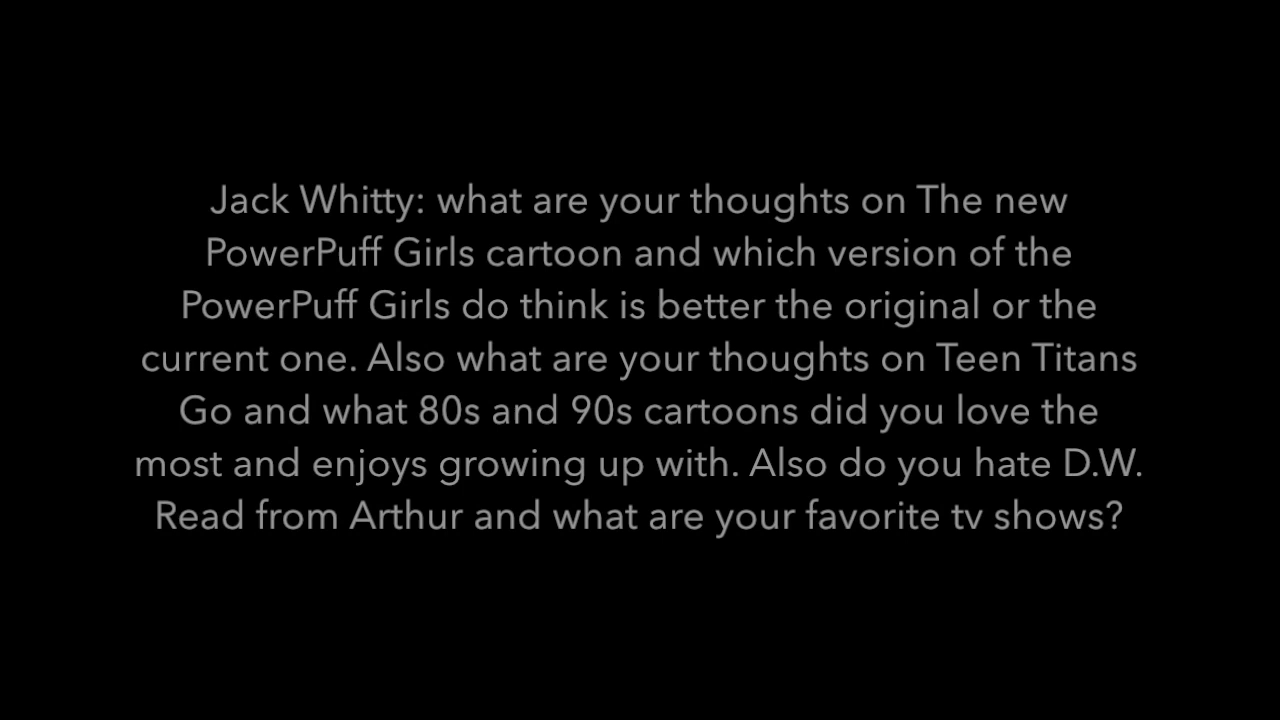 Jack Whitty: what are your thoughts on The new
PowerPuff Girls cartoon and which version of the
PowerPuff Girls do think is better the original or the
current one. Also what are your thoughts on Teen Titans
Go and what 80s and 90s cartoons did you love the
most and enjoys growing up with. Also do you hate D.W.
Read from Arthur and what are your favorite tv shows?